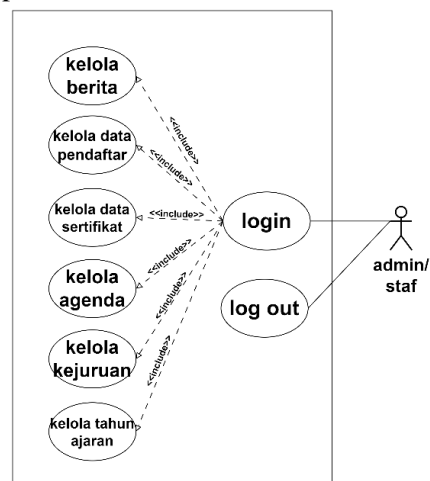 kelola
berita
<<include>>
kelola data
pendaftar
<<include>>
kelola data
sertifikat
<<include>>
login
admin/
staf
kelola
agenda
<<include>>
log out
kelola
kejuruan
<<include>>
kelola tahun
ajaran
<<include>>